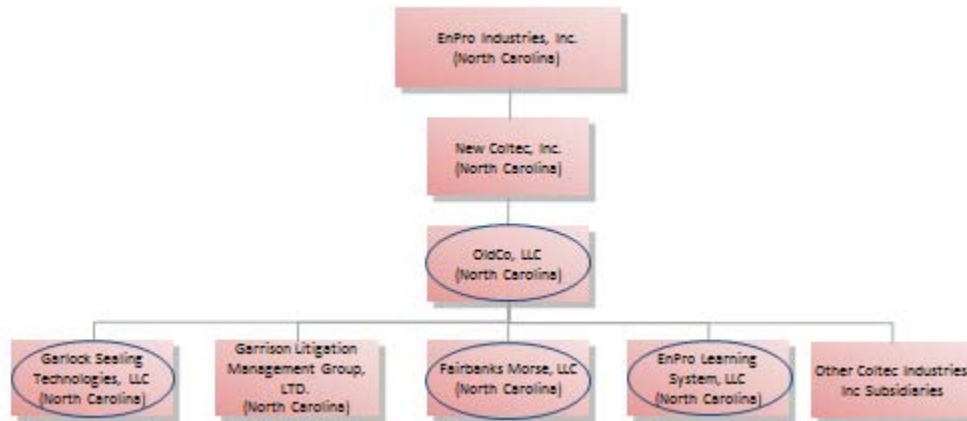 EnPro Industries, Inc.
(North Carolina)
New Coltec, Inc.
(North Carolina)
OldCo, LLC
(North Carolina)
Garlock Sealing
Technologies, LLC
(North Carolina)
Garrison Litigation
Management Group,
LTD.
(North Carolina)
Fairbanks Morse, LLC
(North Carolina)
EnPro Learning
System, LLC
(North Carolina)
Other Coltec Industries
Inc Subsidiaries